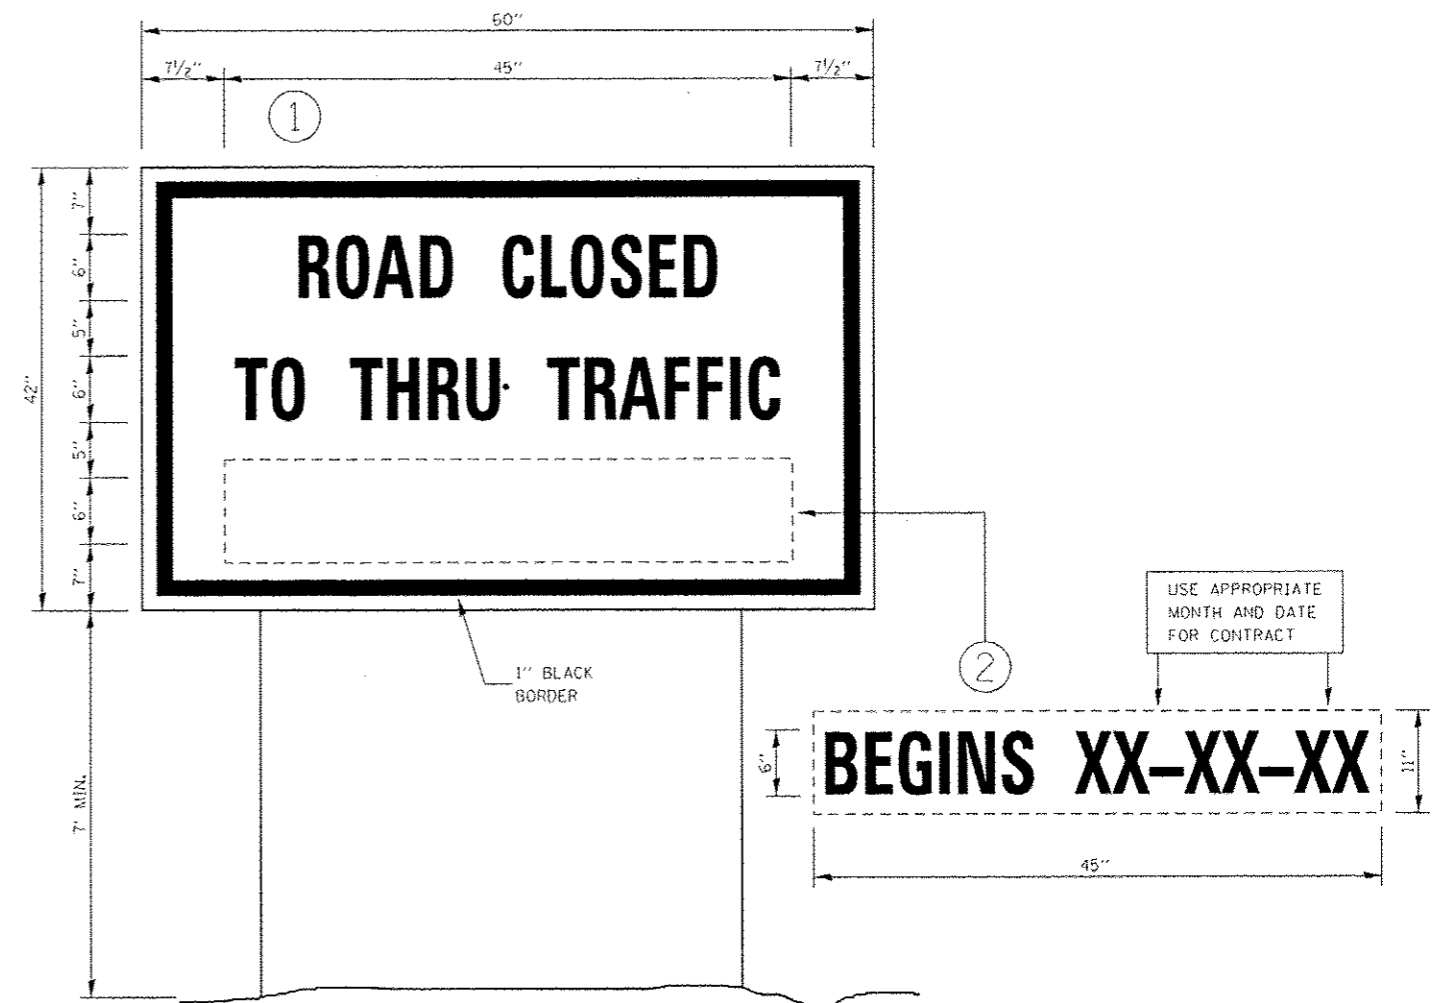 60"
7½" 45" 7½"
1
7"
6"
5"
6"
5"
6"
7"
42"
ROAD CLOSED
TO THRU TRAFFIC
1" BLACK
BORDER
7' MIN.
2
USE APPROPRIATE
MONTH AND DATE
FOR CONTRACT
6"
BEGINS XX-XX-XX
11"
45"